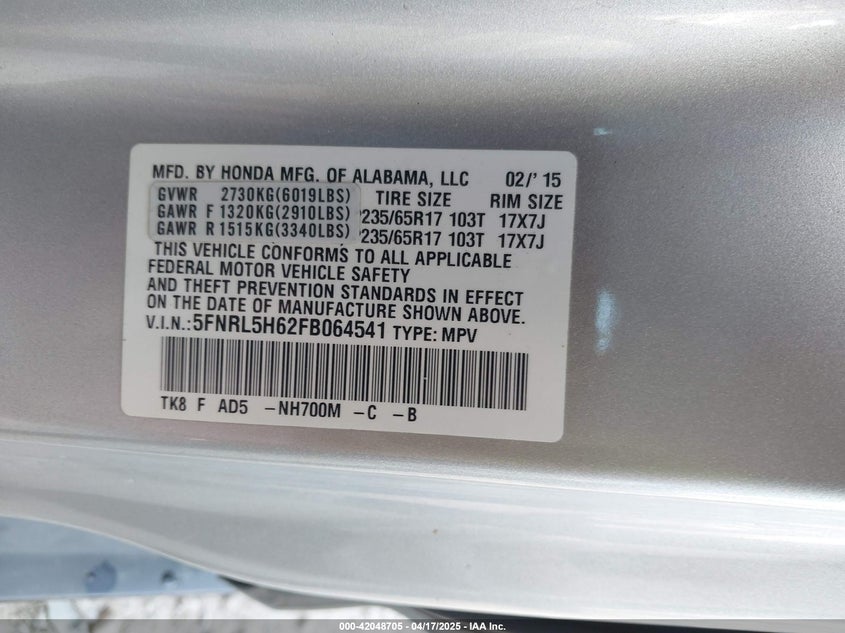 MFD. BY HONDA MFG. OF ALABAMA, LLC 02/' 15
GVWR 2730KG(6019LBS) TIRE SIZE RIM SIZE
GAWR F 1320KG(2910LBS) P235/65R17 103T 17X7J
GAWR R 1515KG(3340LBS) P235/65R17 103T 17X7J
THIS VEHICLE CONFORMS TO ALL APPLICABLE
FEDERAL MOTOR VEHICLE SAFETY
AND THEFT PREVENTION STANDARDS IN EFFECT
ON THE DATE OF MANUFACTURE SHOWN ABOVE.
V.I.N.:5FNRL5H62FB064541 TYPE: MPV
TK8 F AD5 -NH700M -C -B
000-42048705 - 04/17/2025 - IAA Inc.